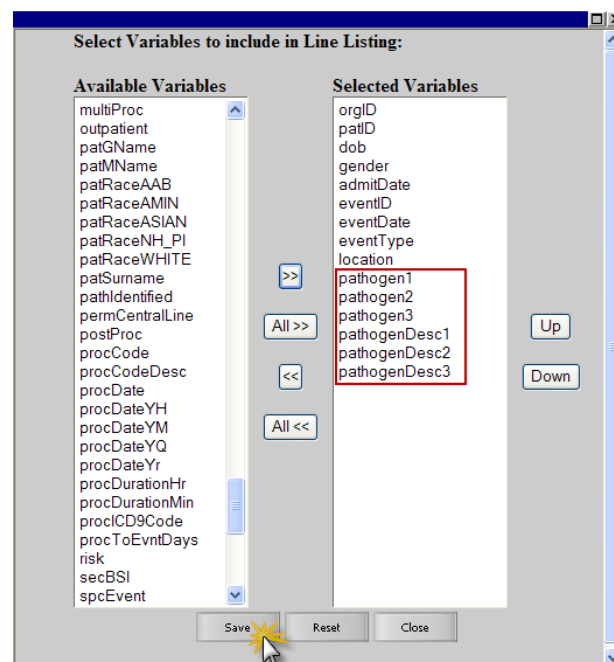 Select Variables to include in Line Listing:
Available Variables
multiProc
outpatient
patGName
patMName
patRaceAAB
patRaceAMIN
patRaceASIAN
patRaceNH_PI
patRaceWHITE
patSurname
pathIdentified
permCentralLine
postProc
procCode
procCodeDesc
procDate
procDateYH
procDateYM
procDateYQ
procDateYr
procDurationHr
procDurationMin
procICD9Code
procToEvntDays
risk
secBSI
spcEvent
>>
All >>
<<
All <<
Selected Variables
orgID
patID
dob
gender
admitDate
eventID
eventDate
eventType
location
pathogen1
pathogen2
pathogen3
pathogenDesc1
pathogenDesc2
pathogenDesc3
Up
Down
Save
Reset
Close